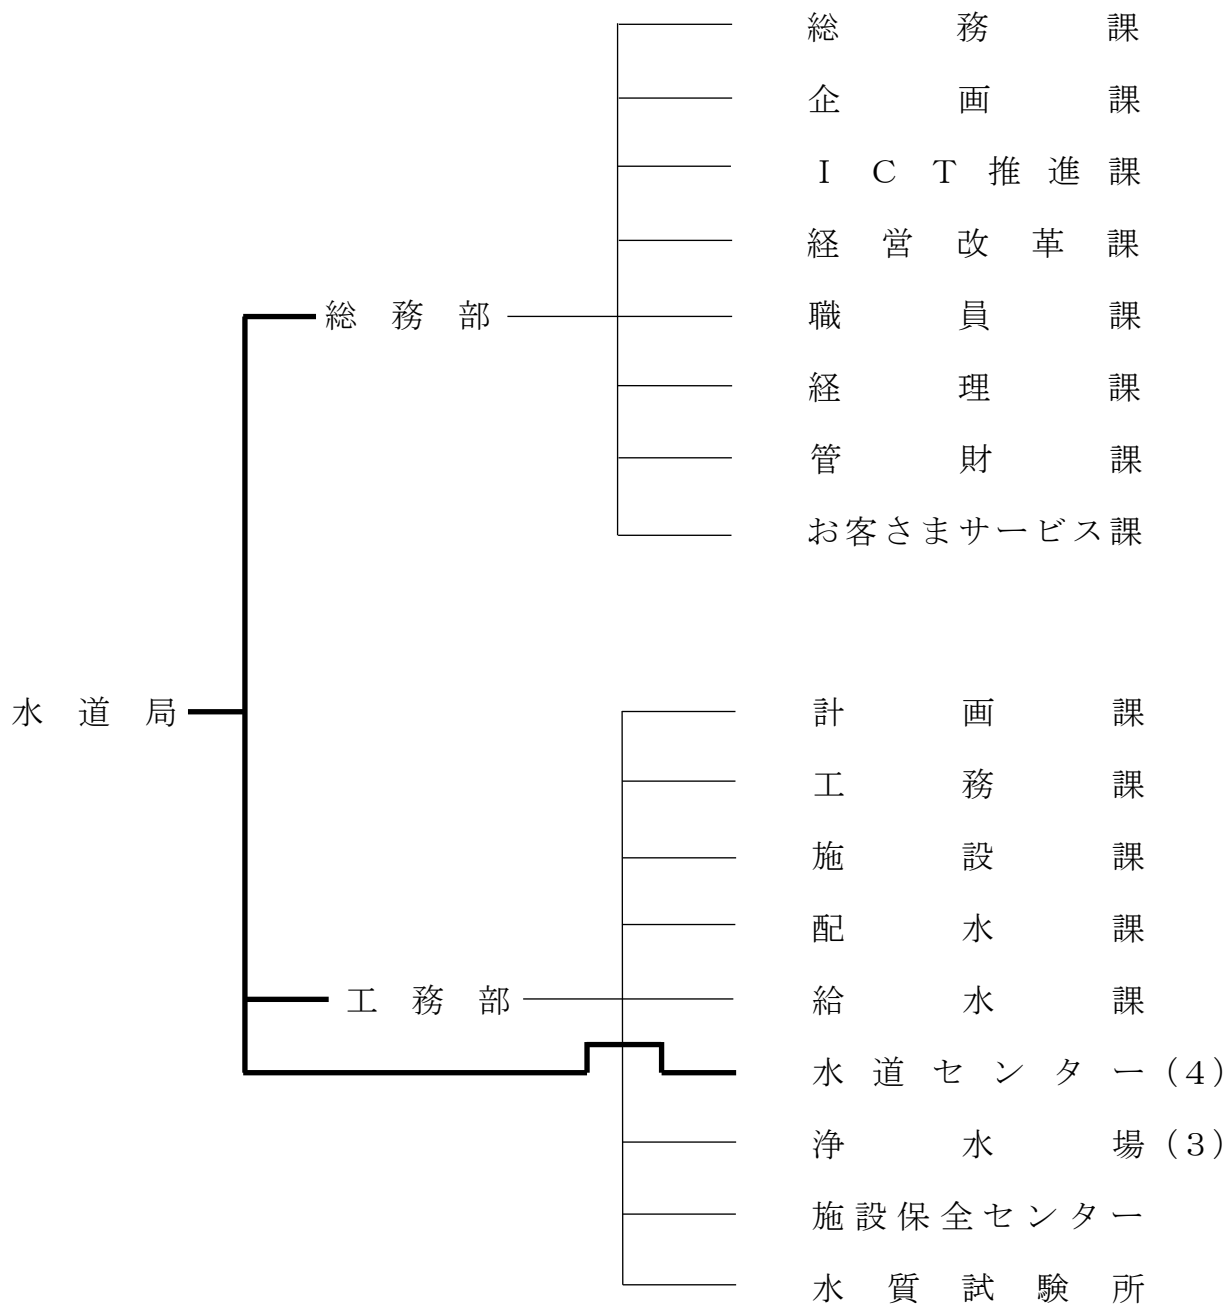 総務課
企画課
ＩＣＴ推進課
経営改革課
総務部
職員課
経理課
管財課
お客さまサービス課
水道局
計画課
工務課
施設課
配水課
工務部
給水課
水道センター（４）
浄水場（３）
施設保全センター
水質試験所